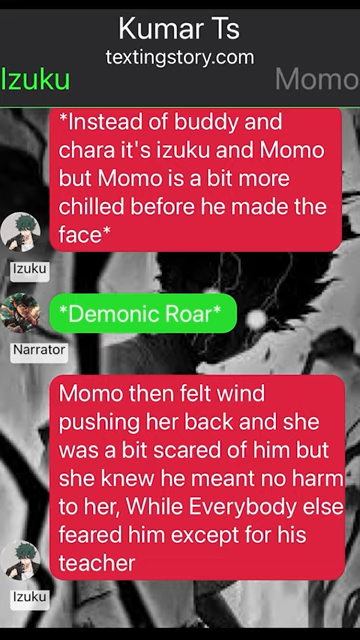 Kumar Ts
textingstory.com
Izuku
Momo
*Instead of buddy and
chara it's izuku and Momo
but Momo is a bit more
chilled before he made the
face*
Izuku
*Demonic Roar*
Narrator
Momo then felt wind
pushing her back and she
was a bit scared of him but
she knew he meant no harm
to her, While Everybody else
feared him except for his
teacher
Izuku